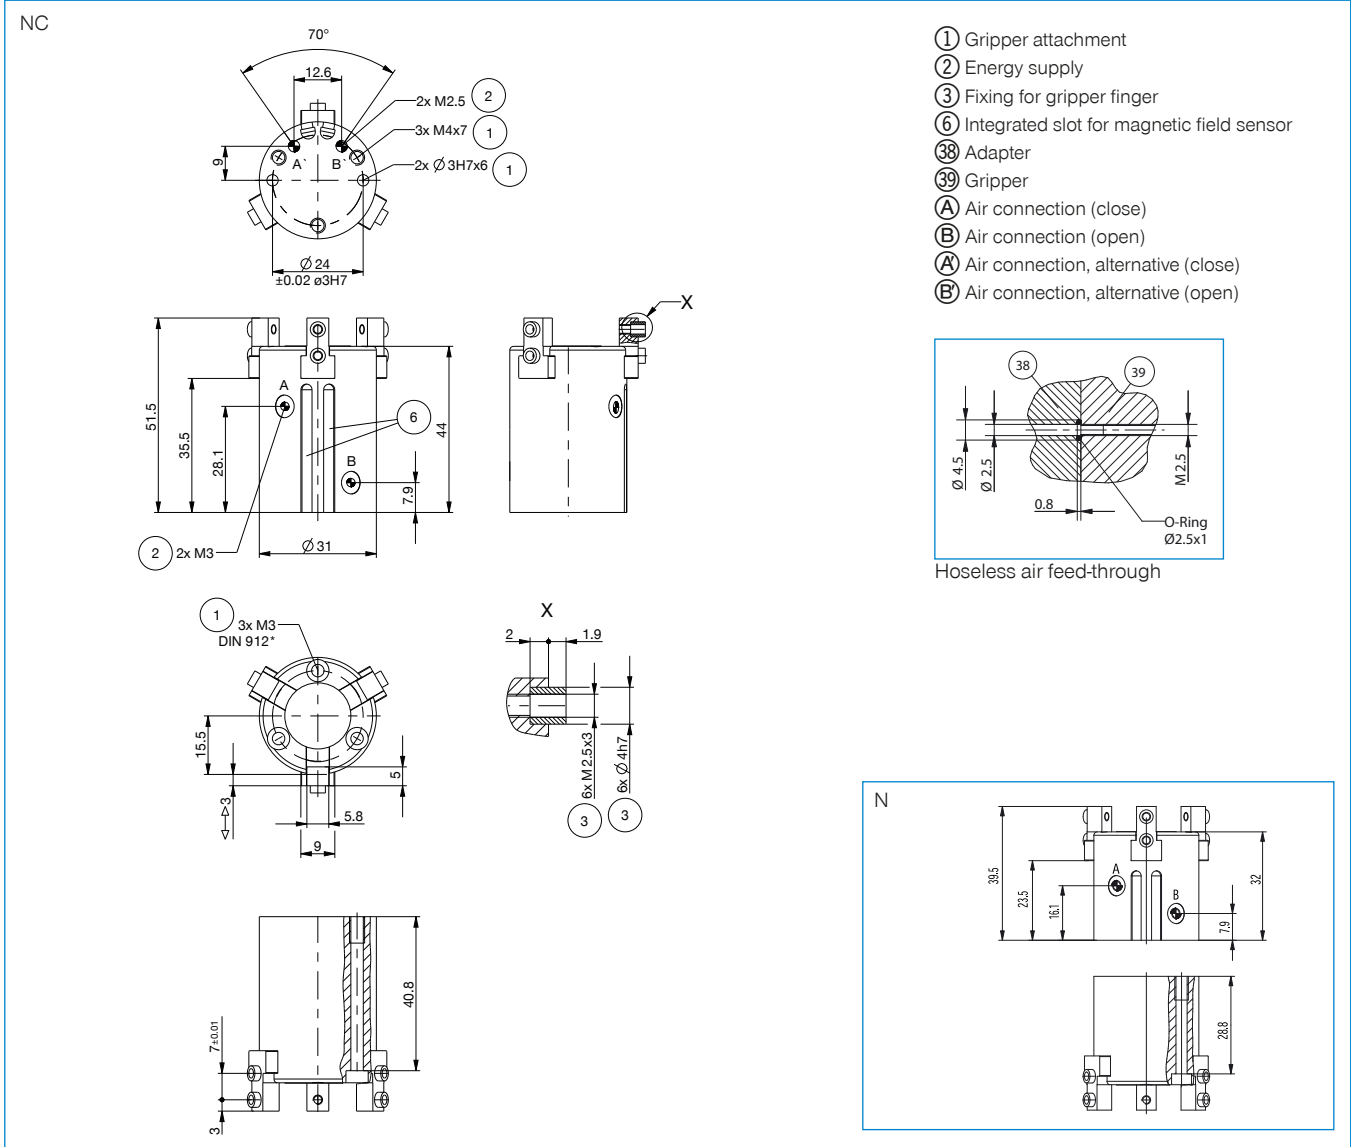 NC
70°
12.6
2x M2.5 2
3x M4x7 1
2x Ø 3H7x6 1
9
A`
B`
Ø 24
±0.02 ø3H7
1 Gripper attachment
2 Energy supply
3 Fixing for gripper finger
6 Integrated slot for magnetic field sensor
38 Adapter
39 Gripper
A Air connection (close)
B Air connection (open)
A' Air connection, alternative (close)
B' Air connection, alternative (open)
X
51.5
35.5
28.1
A
B
6
44
7.9
2 2x M3
Ø 31
38
39
Ø 4.5
Ø 2.5
M 2.5
0.8
O-Ring
Ø2.5x1
Hoseless air feed-through
1 3x M3
DIN 912*
15.5
3
5
5.8
9
X
2
1.9
6x M 2.5x3
6x Ø 4h7
3
3
40.8
7±0.01
3
N
39.5
23.5
16.1
A
B
7.9
32
28.8